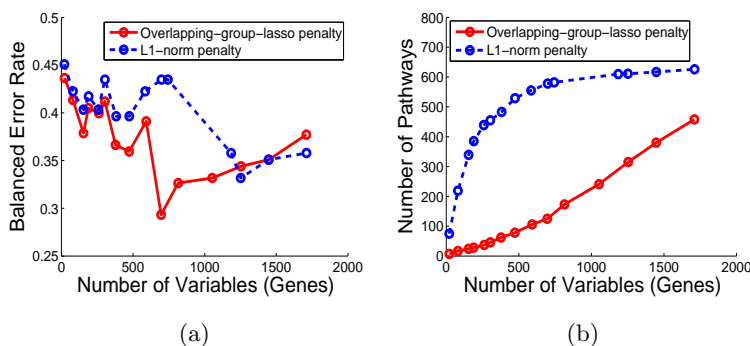 0.5
0.45
0.4
0.35
0.3
0.25
Balanced Error Rate
Overlapping−group−lasso penalty
L1−norm penalty
0 500 1000 1500 2000
Number of Variables (Genes)
(a)
800
700
600
500
400
300
200
100
0
Number of Pathways
Overlapping−group−lasso penalty
L1−norm penalty
0 500 1000 1500 2000
Number of Variables (Genes)
(b)